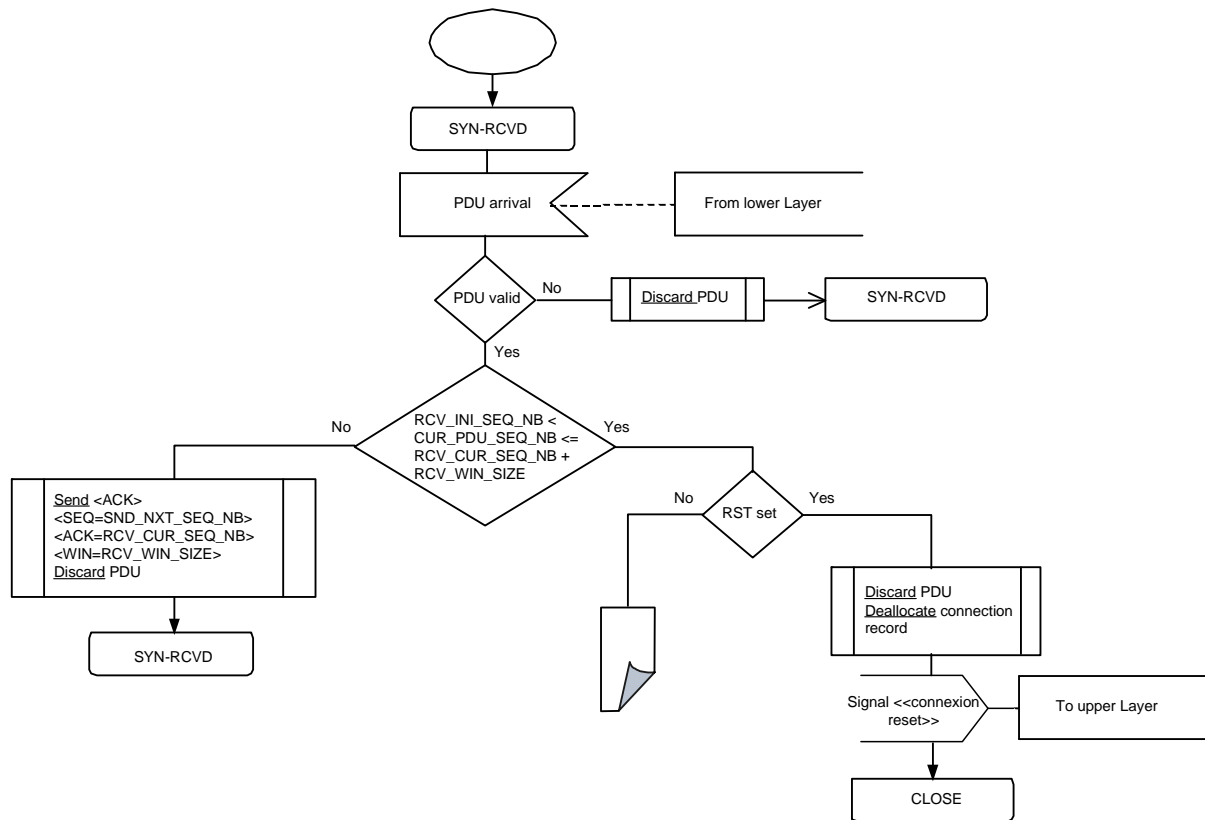 SYN-RCVD
PDU arrival
From lower Layer
PDU valid
No
Discard PDU
SYN-RCVD
Yes
RCV_INI_SEQ_NB <
CUR_PDU_SEQ_NB <=
RCV_CUR_SEQ_NB +
RCV_WIN_SIZE
No
Yes
Send <ACK>
<SEQ=SND_NXT_SEQ_NB>
<ACK=RCV_CUR_SEQ_NB>
<WIN=RCV_WIN_SIZE>
Discard PDU
SYN-RCVD
No
RST set
Yes
Discard PDU
Deallocate connection
record
Signal <<connexion
reset>>
To upper Layer
CLOSE